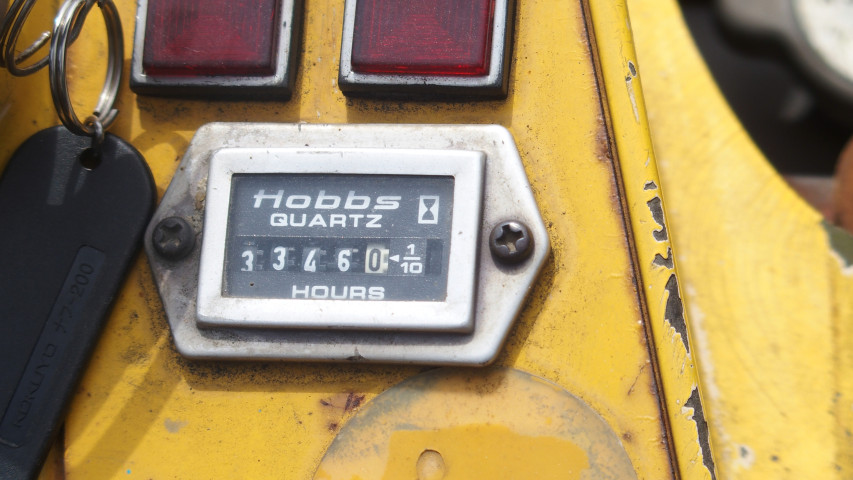 Hobbs
QUARTZ
3 3 4 6 0 ◄ 1/10
HOURS